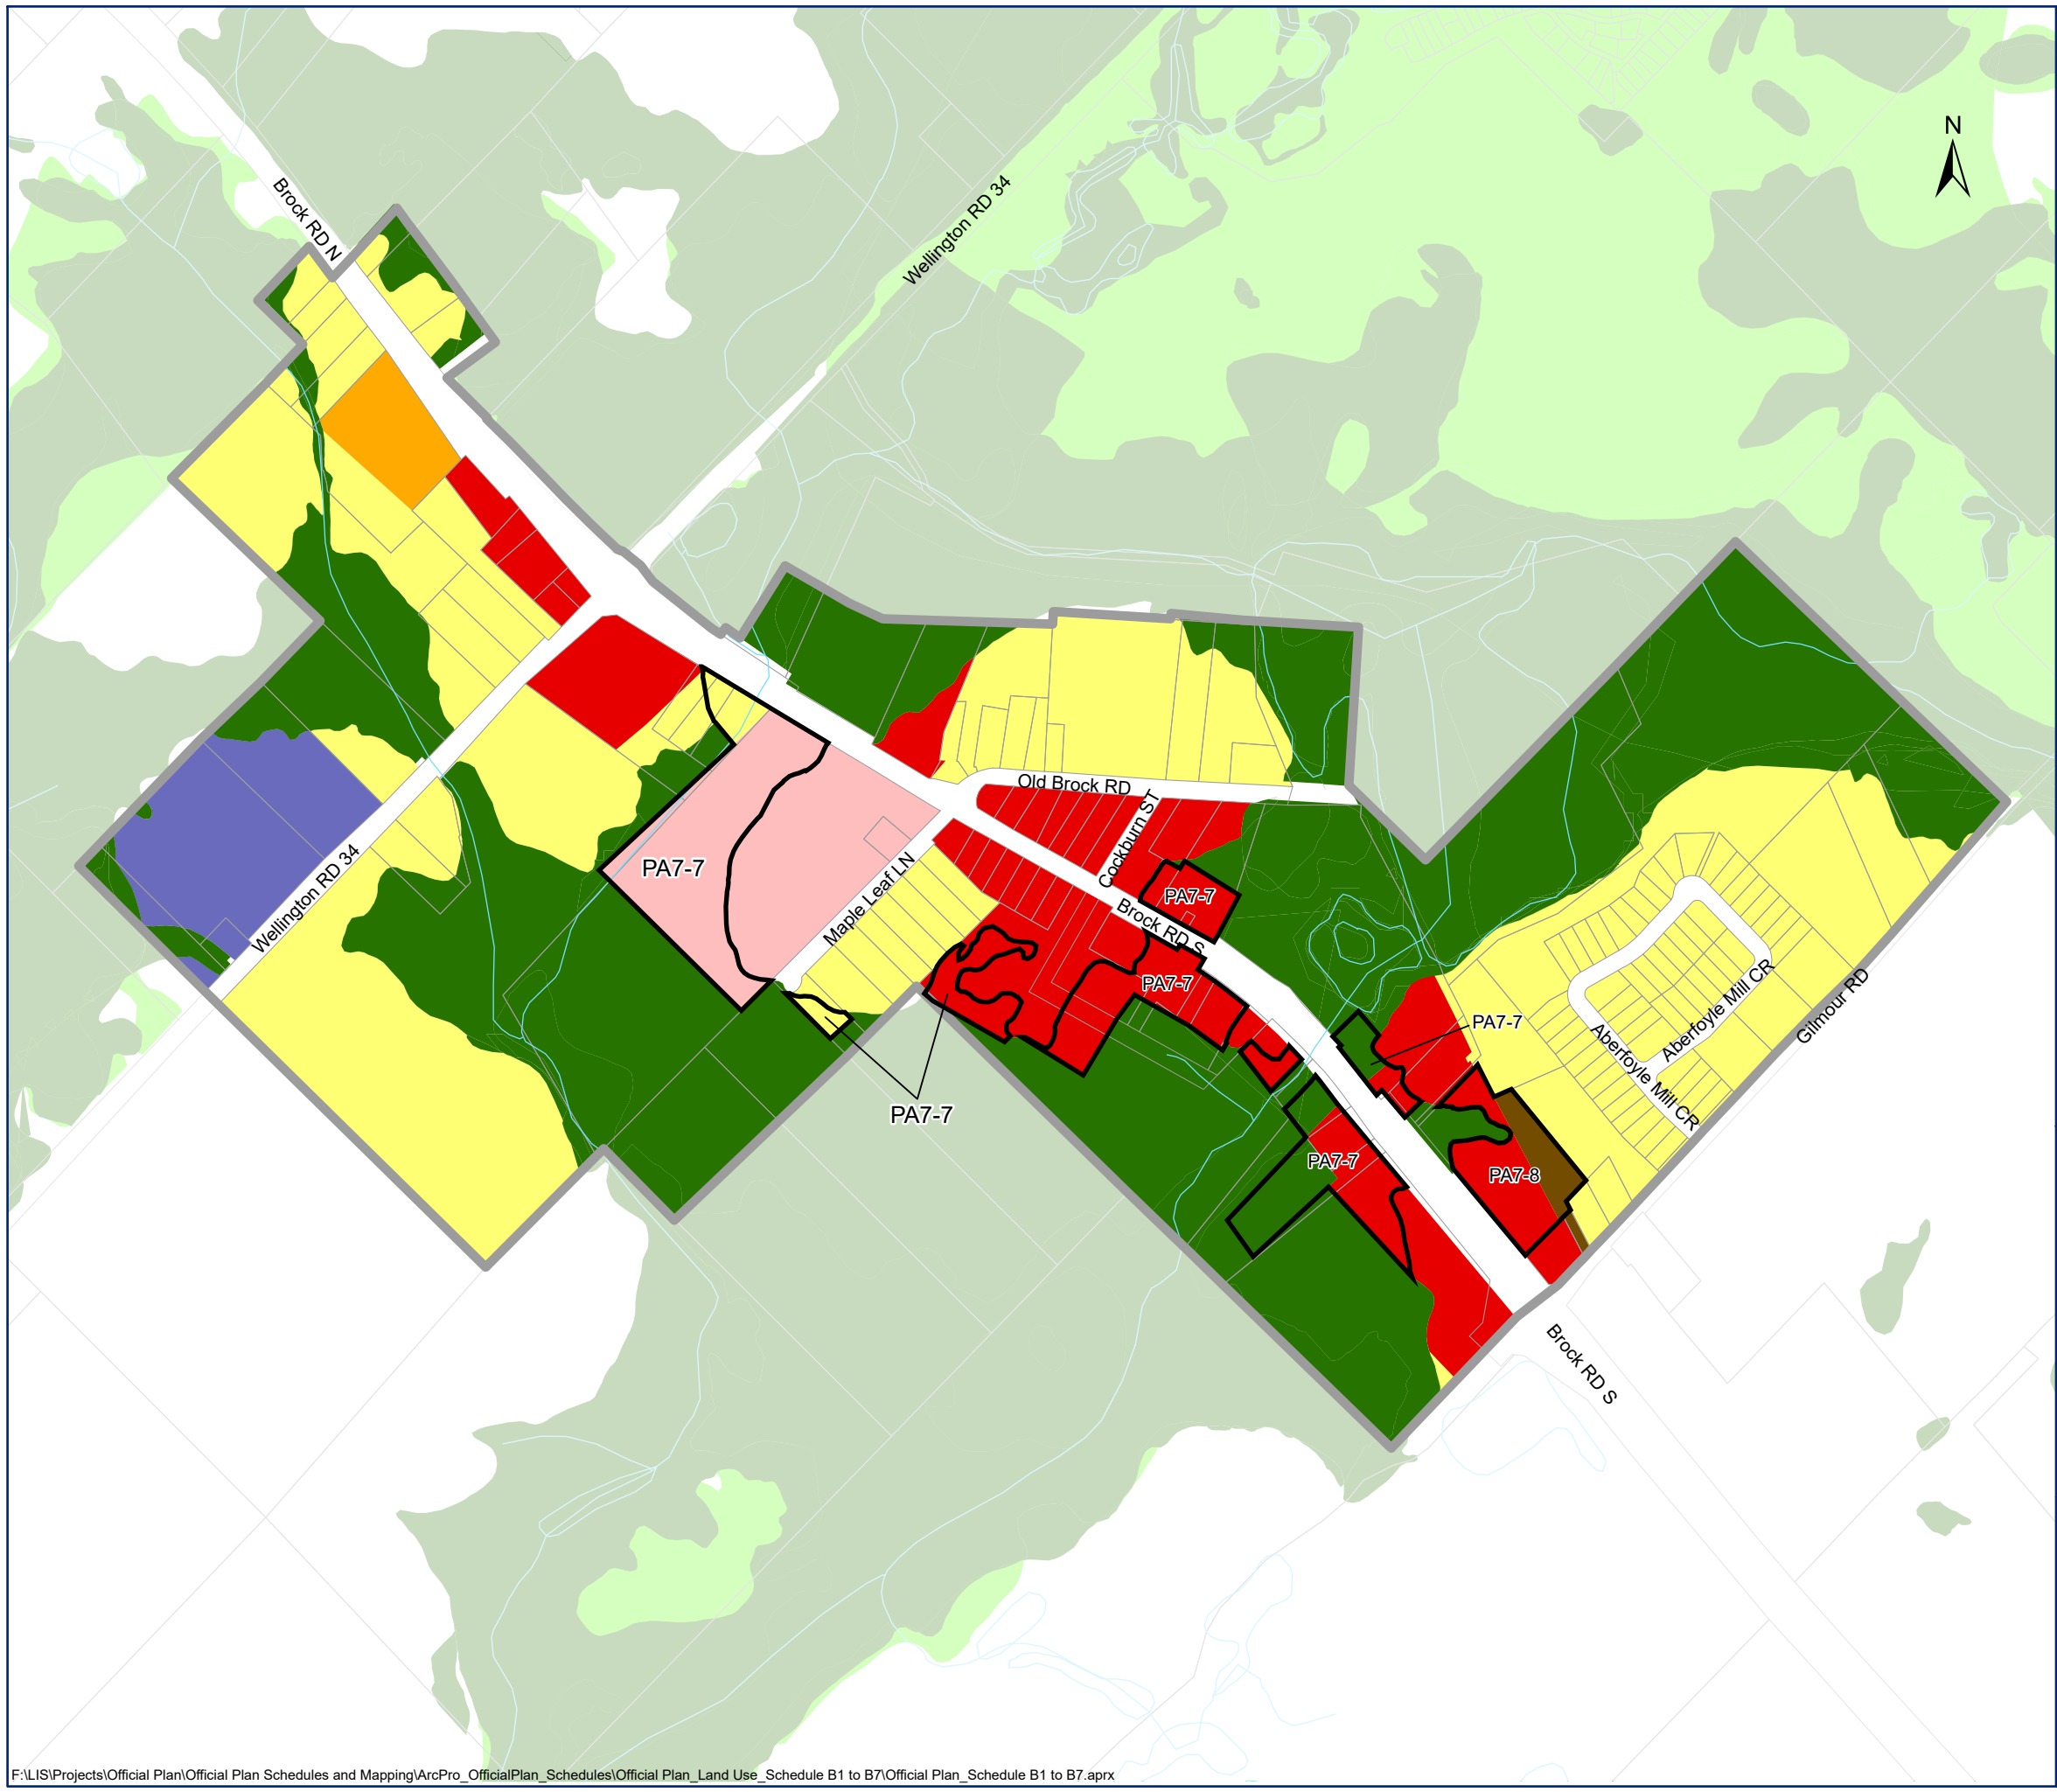 N
Brock RD N
Wellington RD 34
Old Brock RD
Cockburn ST
PA7-7
Maple Leaf LN
PA7-7
Brock RD S
Wellington RD 34
PA7-7
PA7-7
Aberfoyle Mill CR
Aberfoyle Mill CR
Gilmour RD
PA7-7
PA7-7
PA7-8
Brock RD S
F:\LIS\Projects\Official Plan\Official Plan Schedules and Mapping\ArcPro_OfficialPlan_Schedules\Official Plan_Land Use_Schedule B1 to B7\Official Plan_Schedule B1 to B7.aprx